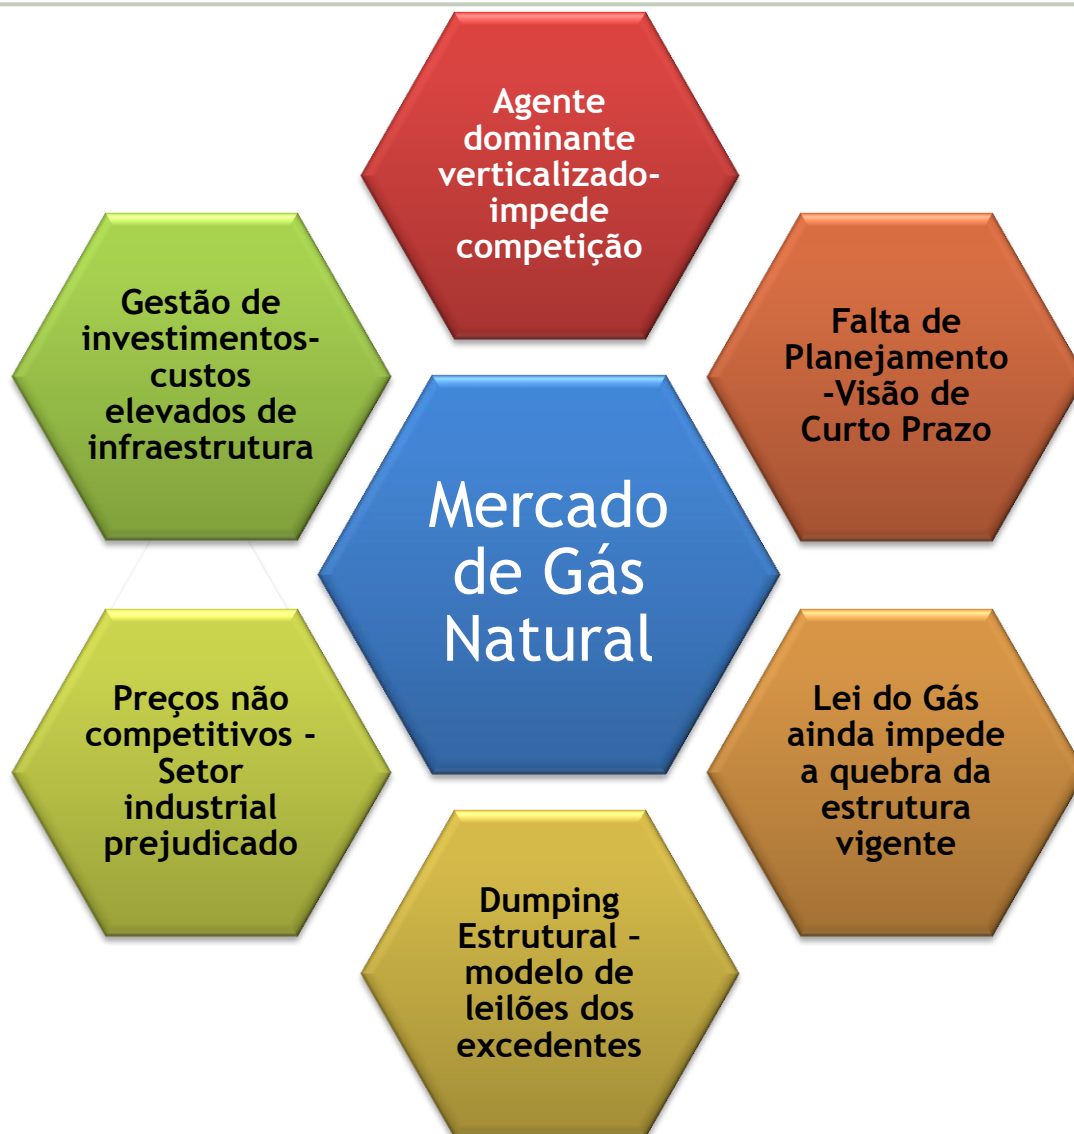 Agente
dominante
verticalizado-
impede
competição
Gestão de
investimentos-
custos
elevados de
infraestrutura
Falta de
Planejamento
-Visão de
Curto Prazo
Mercado
de Gás
Natural
Preços não
competitivos -
Setor
industrial
prejudicado
Lei do Gás
ainda impede
a quebra da
estrutura
vigente
Dumping
Estrutural -
modelo de
leilões dos
excedentes